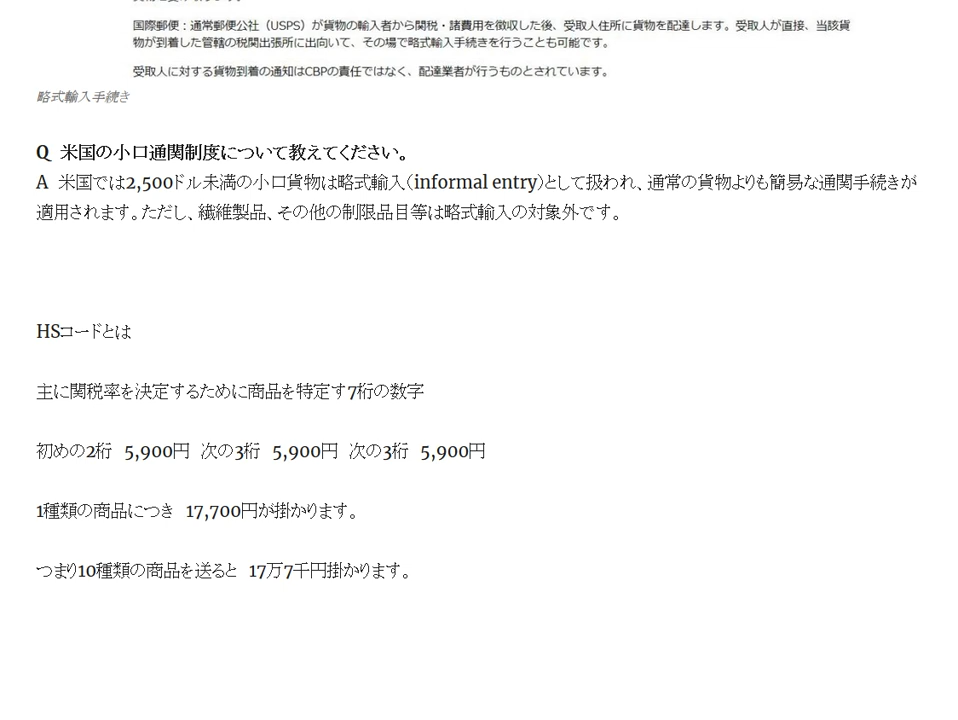 国際郵便：通常郵便公社（USPS）が貨物の輸入者から関税・諸費用を徴収した後、受取人住所に貨物を配達します。受取人が直接、当該貨
物が到着した管轄の税関出張所に出向いて、その場で略式輸入手続きを行うことも可能です。
受取人に対する貨物到着の通知はCBPの責任ではなく、配達業者が行うものとされています。
略式輸入手続き
Q 米国の小口通関制度について教えてください。
A 米国では2,500ドル未満の小口貨物は略式輸入（informal entry）として扱われ、通常の貨物よりも簡易な通関手続きが
適用されます。ただし、繊維製品、その他の制限品目等は略式輸入の対象外です。
HSコードとは
主に関税率を決定するために商品を特定す7桁の数字
初めの2桁 5,900円 次の3桁 5,900円 次の3桁 5,900円
1種類の商品につき 17,700円が掛かります。
つまり10種類の商品を送ると 17万7千円掛かります。